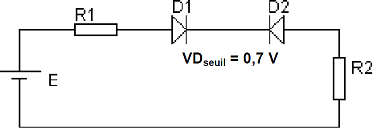 R1
D1
D2
VDseuil = 0,7 V
E
R2